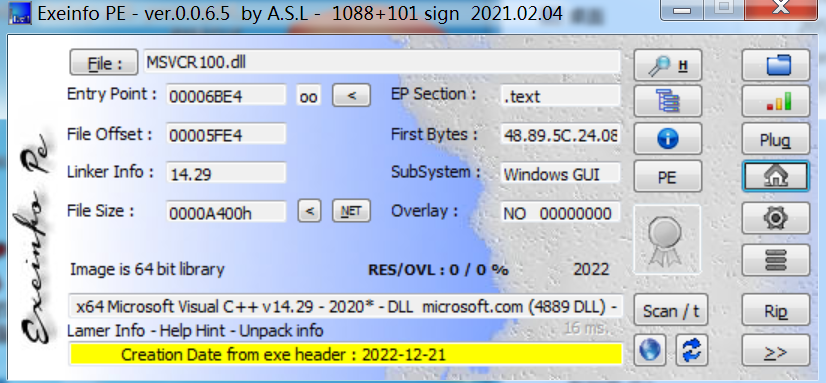 Exeinfo PE - ver.0.0.6.5 by A.S.L - 1088+101 sign 2021.02.04
File : MSVCR100.dll H
Entry Point : 00006BE4 oo < EP Section : .text
File Offset : 00005FE4 First Bytes : 48.89.5C.24.08 Plug
Linker Info : 14.29 SubSystem : Windows GUI PE
File Size : 0000A400h < NET Overlay : NO 00000000
Exeinfo Pe
Image is 64 bit library RES/OVL : 0 / 0 % 2022
x64 Microsoft Visual C++ v14.29 - 2020* - DLL microsoft.com (4889 DLL) - Scan / t Rip
Lamer Info - Help Hint - Unpack info 16 ms.
Creation Date from exe header : 2022-12-21 >>